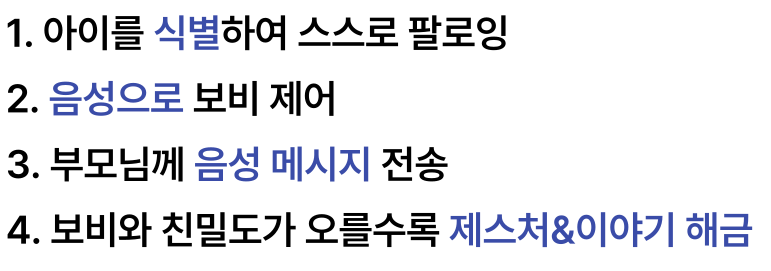 1. 아이를 식별하여 스스로 팔로잉
2. 음성으로 보비 제어
3. 부모님께 음성 메시지 전송
4. 보비와 친밀도가 오를수록 제스처&이야기 해금